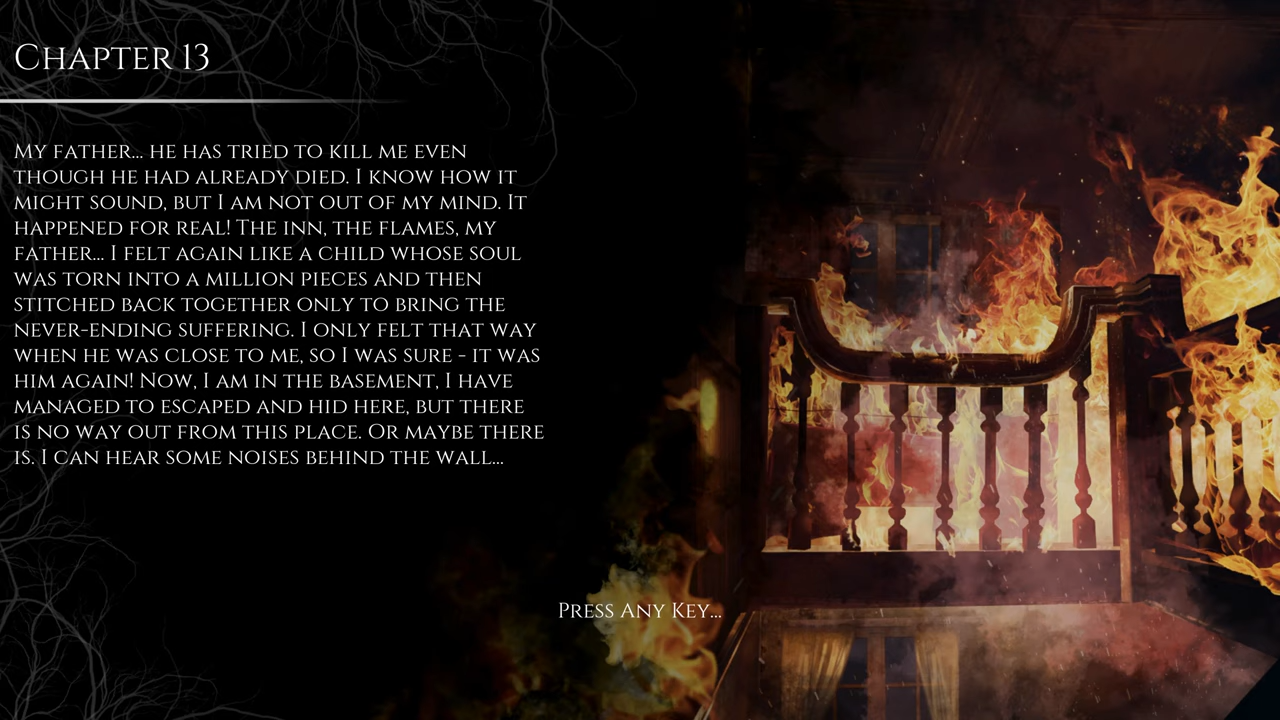 Chapter 13
My father... he has tried to kill me even
though he had already died. I know how it
might sound, but I am not out of my mind. It
happened for real! The inn, the flames, my
father... I felt again like a child whose soul
was torn into a million pieces and then
stitched back together only to bring the
never-ending suffering. I only felt that way
when he was close to me, so I was sure - it was
him again! Now, I am in the basement, I have
managed to escaped and hid here, but there
is no way out from this place. Or maybe there
is. I can hear some noises behind the wall...
Press Any Key...